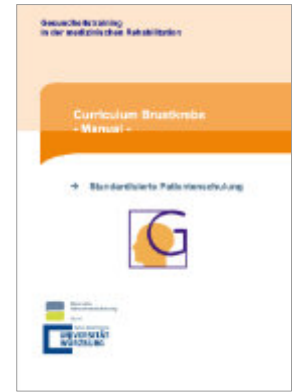 Gesundheitstraining
in der medizinischen Rehabilitation
Curriculum Brustkrebs
- Manual -
→ Standardisierte Patientenschulung
G
UNIVERSITÄT
WÜRZBURG